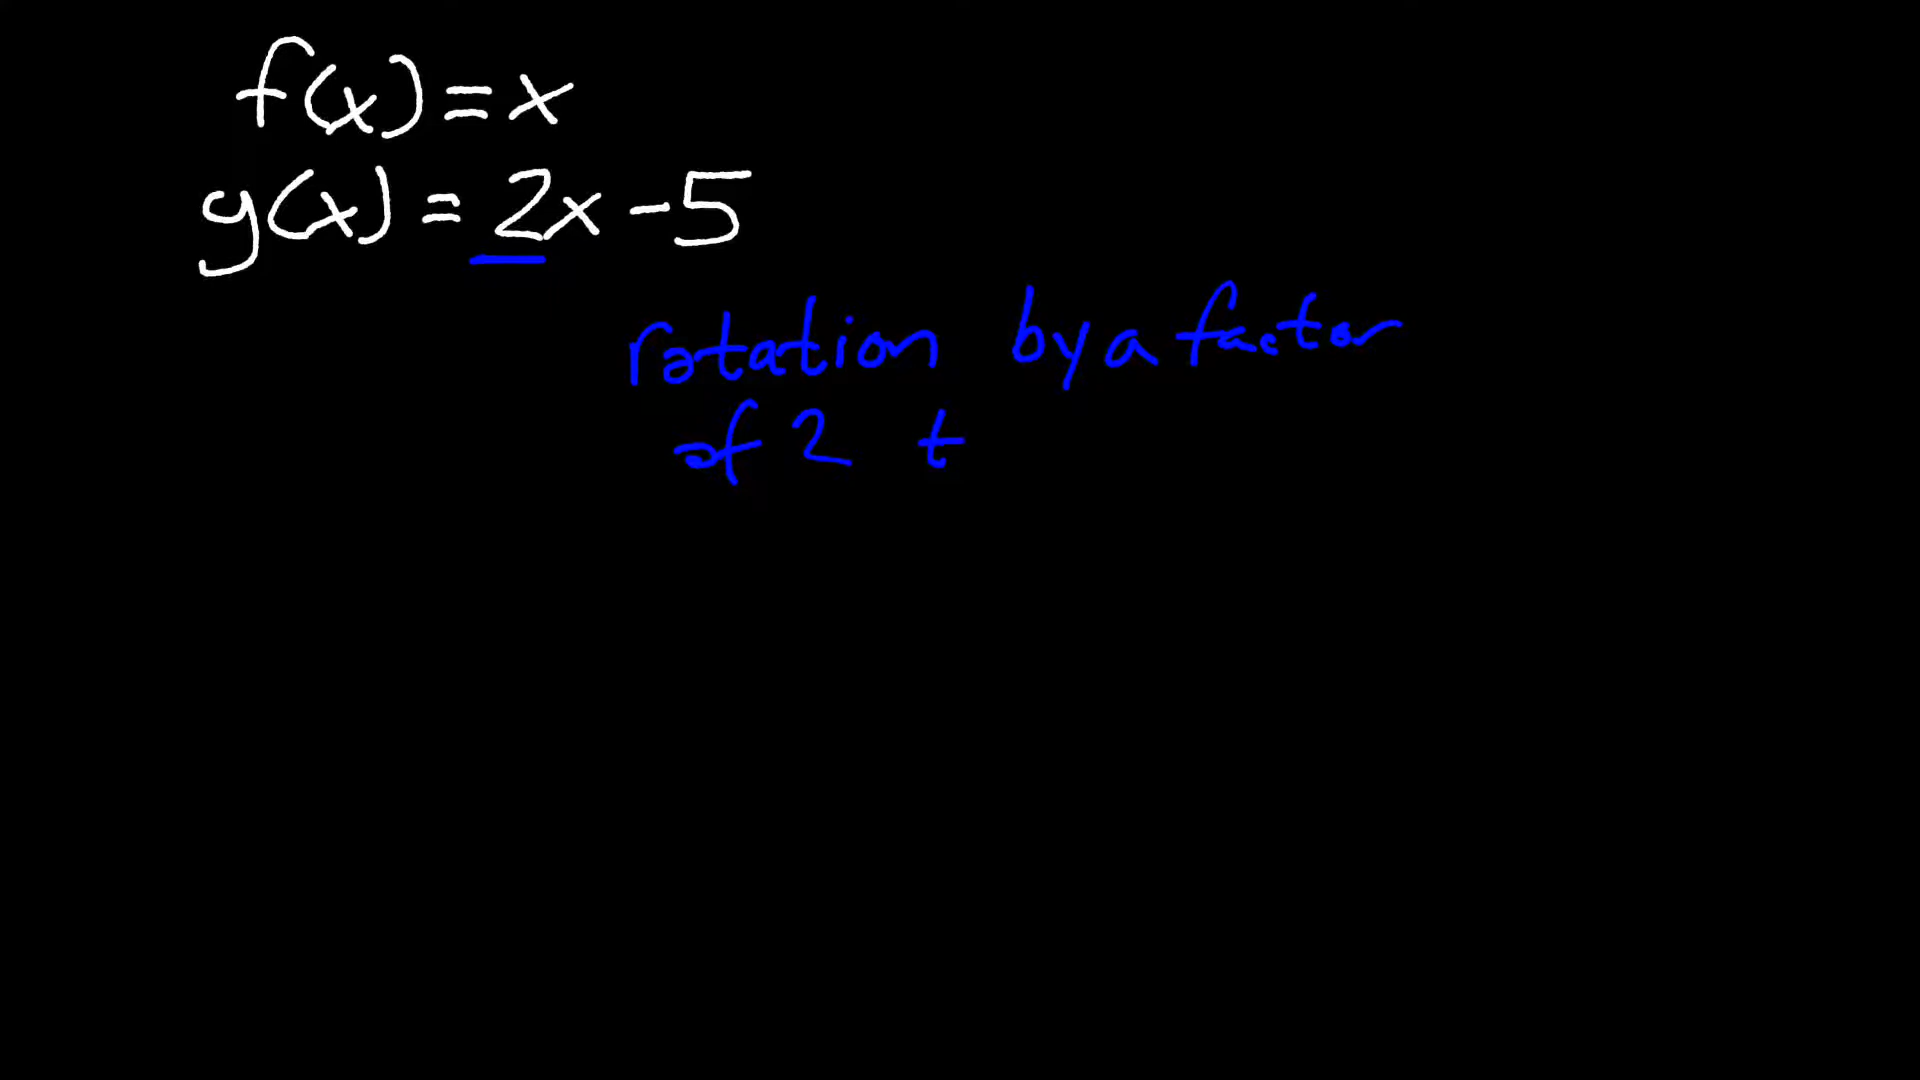 f(x) = x
g(x) = 2x - 5
rotation by a factor
of 2 t